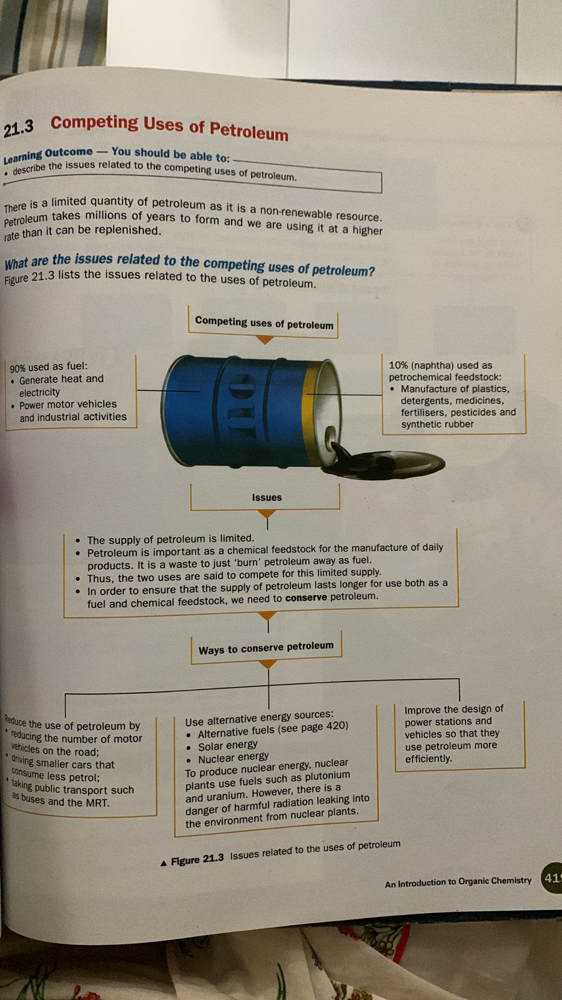 21.3 Competing Uses of Petroleum
Learning Outcome — You should be able to:
• describe the issues related to the competing uses of petroleum.
There is a limited quantity of petroleum as it is a non-renewable resource.
Petroleum takes millions of years to form and we are using it at a higher
rate than it can be replenished.
What are the issues related to the competing uses of petroleum?
Figure 21.3 lists the issues related to the uses of petroleum.
Competing uses of petroleum
90% used as fuel:
• Generate heat and
electricity
• Power motor vehicles
and industrial activities
OIL
10% (naphtha) used as
petrochemical feedstock:
• Manufacture of plastics,
detergents, medicines,
fertilisers, pesticides and
synthetic rubber
Issues
• The supply of petroleum is limited.
• Petroleum is important as a chemical feedstock for the manufacture of daily
products. It is a waste to just ‘burn’ petroleum away as fuel.
• Thus, the two uses are said to compete for this limited supply.
• In order to ensure that the supply of petroleum lasts longer for use both as a
fuel and chemical feedstock, we need to conserve petroleum.
Ways to conserve petroleum
Reduce the use of petroleum by
• reducing the number of motor
vehicles on the road;
• driving smaller cars that
consume less petrol;
• taking public transport such
as buses and the MRT.
Use alternative energy sources:
• Alternative fuels (see page 420)
• Solar energy
• Nuclear energy
To produce nuclear energy, nuclear
plants use fuels such as plutonium
and uranium. However, there is a
danger of harmful radiation leaking into
the environment from nuclear plants.
Improve the design of
power stations and
vehicles so that they
use petroleum more
efficiently.
▲ Figure 21.3 Issues related to the uses of petroleum
An Introduction to Organic Chemistry 419